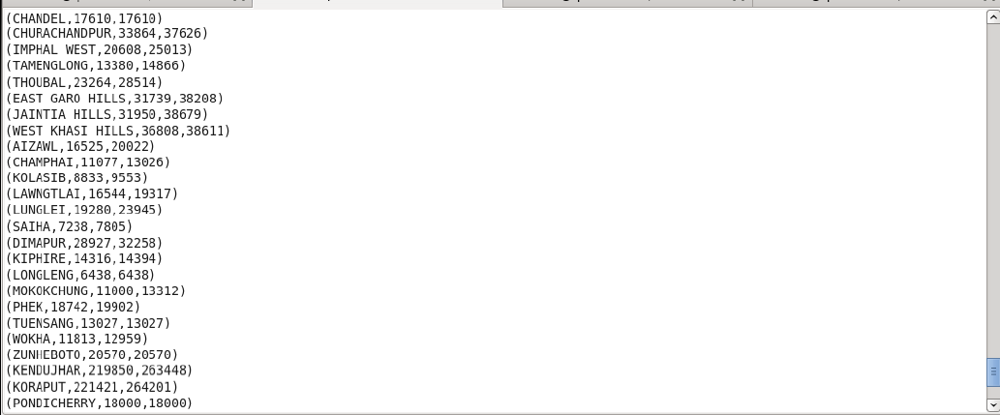 (CHANDEL,17610,17610)
(CHURACHANDPUR,33864,37626)
(IMPHAL WEST,20608,25013)
(TAMENGLONG,13380,14866)
(THOUBAL,23264,28514)
(EAST GARO HILLS,31739,38208)
(JAINTIA HILLS,31950,38679)
(WEST KHASI HILLS,36808,38611)
(AIZAWL,16525,20022)
(CHAMPHAI,11077,13026)
(KOLASIB,8833,9553)
(LAWNGTLAI,16544,19317)
(LUNGLEI,19280,23945)
(SAIHA,7238,7805)
(DIMAPUR,28927,32258)
(KIPHIRE,14316,14394)
(LONGLENG,6438,6438)
(MOKOKCHUNG,11000,13312)
(PHEK,18742,19902)
(TUENSANG,13027,13027)
(WOKHA,11813,12959)
(ZUNHEBOTO,20570,20570)
(KENDUJHAR,219850,263448)
(KORAPUT,221421,264201)
(PONDICHERRY,18000,18000)